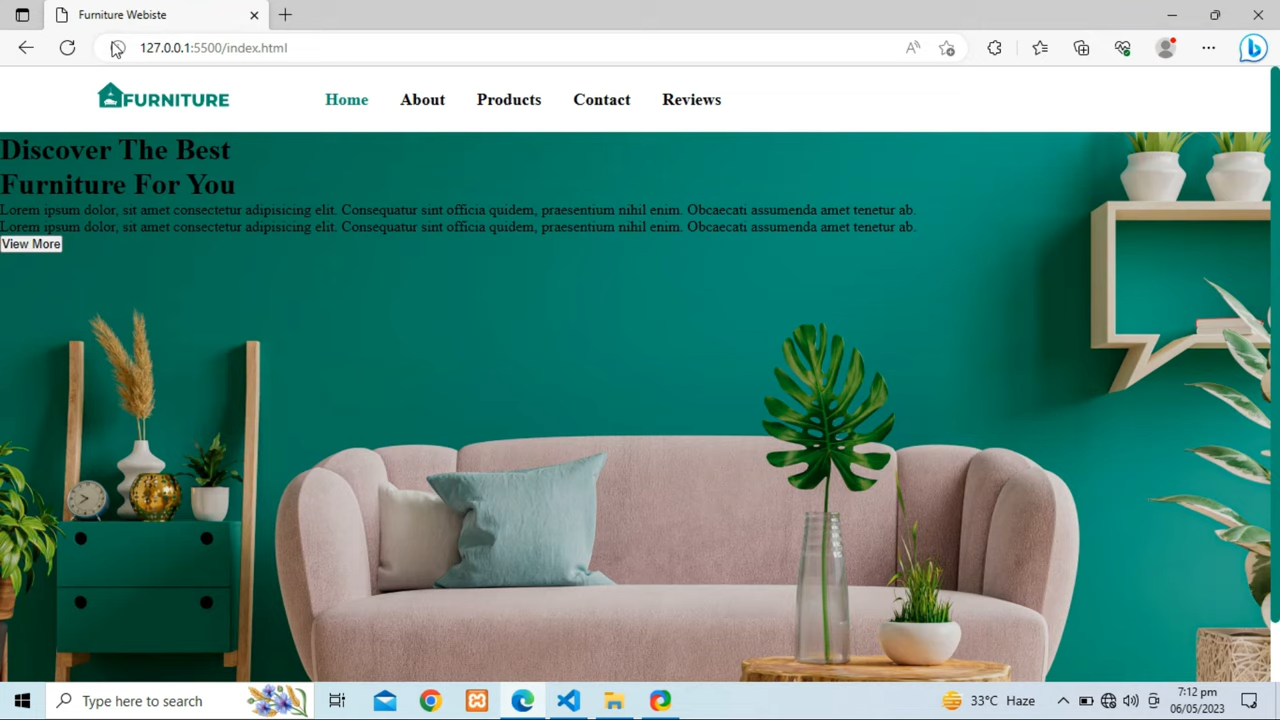 Furniture Webiste
127.0.0.1:5500/index.html
FURNITURE
Home About Products Contact Reviews
Discover The Best
Furniture For You
Lorem ipsum dolor, sit amet consectetur adipisicing elit. Consequatur sint officia quidem, praesentium nihil enim. Obcaecati assumenda amet tenetur ab.
Lorem ipsum dolor, sit amet consectetur adipisicing elit. Consequatur sint officia quidem, praesentium nihil enim. Obcaecati assumenda amet tenetur ab.
View More
Type here to search
33°C Haze
7:12 pm
06/05/2023